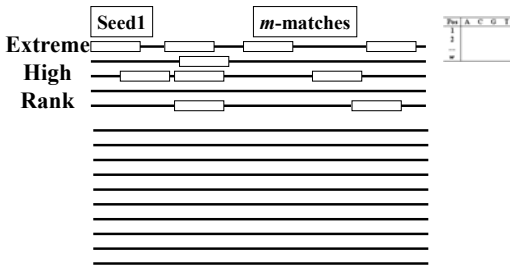 Seed1 m-matches
Extreme
High
Rank
Pos A C G T
1
2
...
w